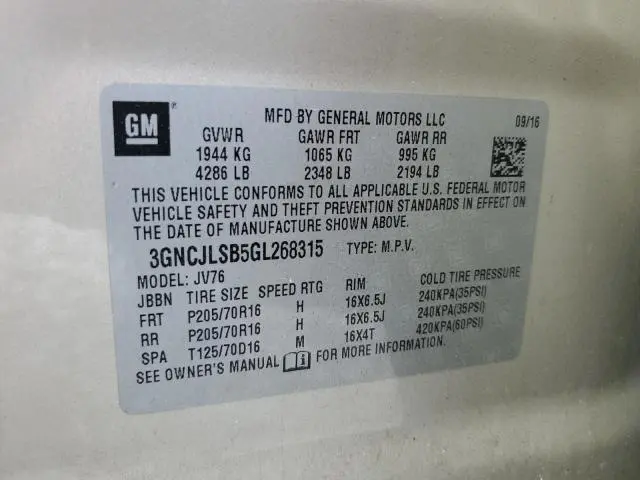 GM ®
MFD BY GENERAL MOTORS LLC 09/16
GVWR GAWR FRT GAWR RR
1944 KG 1065 KG 995 KG
4286 LB 2348 LB 2194 LB
THIS VEHICLE CONFORMS TO ALL APPLICABLE U.S. FEDERAL MOTOR
VEHICLE SAFETY AND THEFT PREVENTION STANDARDS IN EFFECT ON
THE DATE OF MANUFACTURE SHOWN ABOVE.
3GNCJLSB5GL268315 TYPE: M.P.V.
MODEL: JV76
JBBN TIRE SIZE SPEED RTG RIM COLD TIRE PRESSURE
FRT P205/70R16 H 16X6.5J 240KPA(35PSI)
RR P205/70R16 H 16X6.5J 240KPA(35PSI)
SPA T125/70D16 M 16X4T 420KPA(60PSI)
SEE OWNER'S MANUAL i FOR MORE INFORMATION.